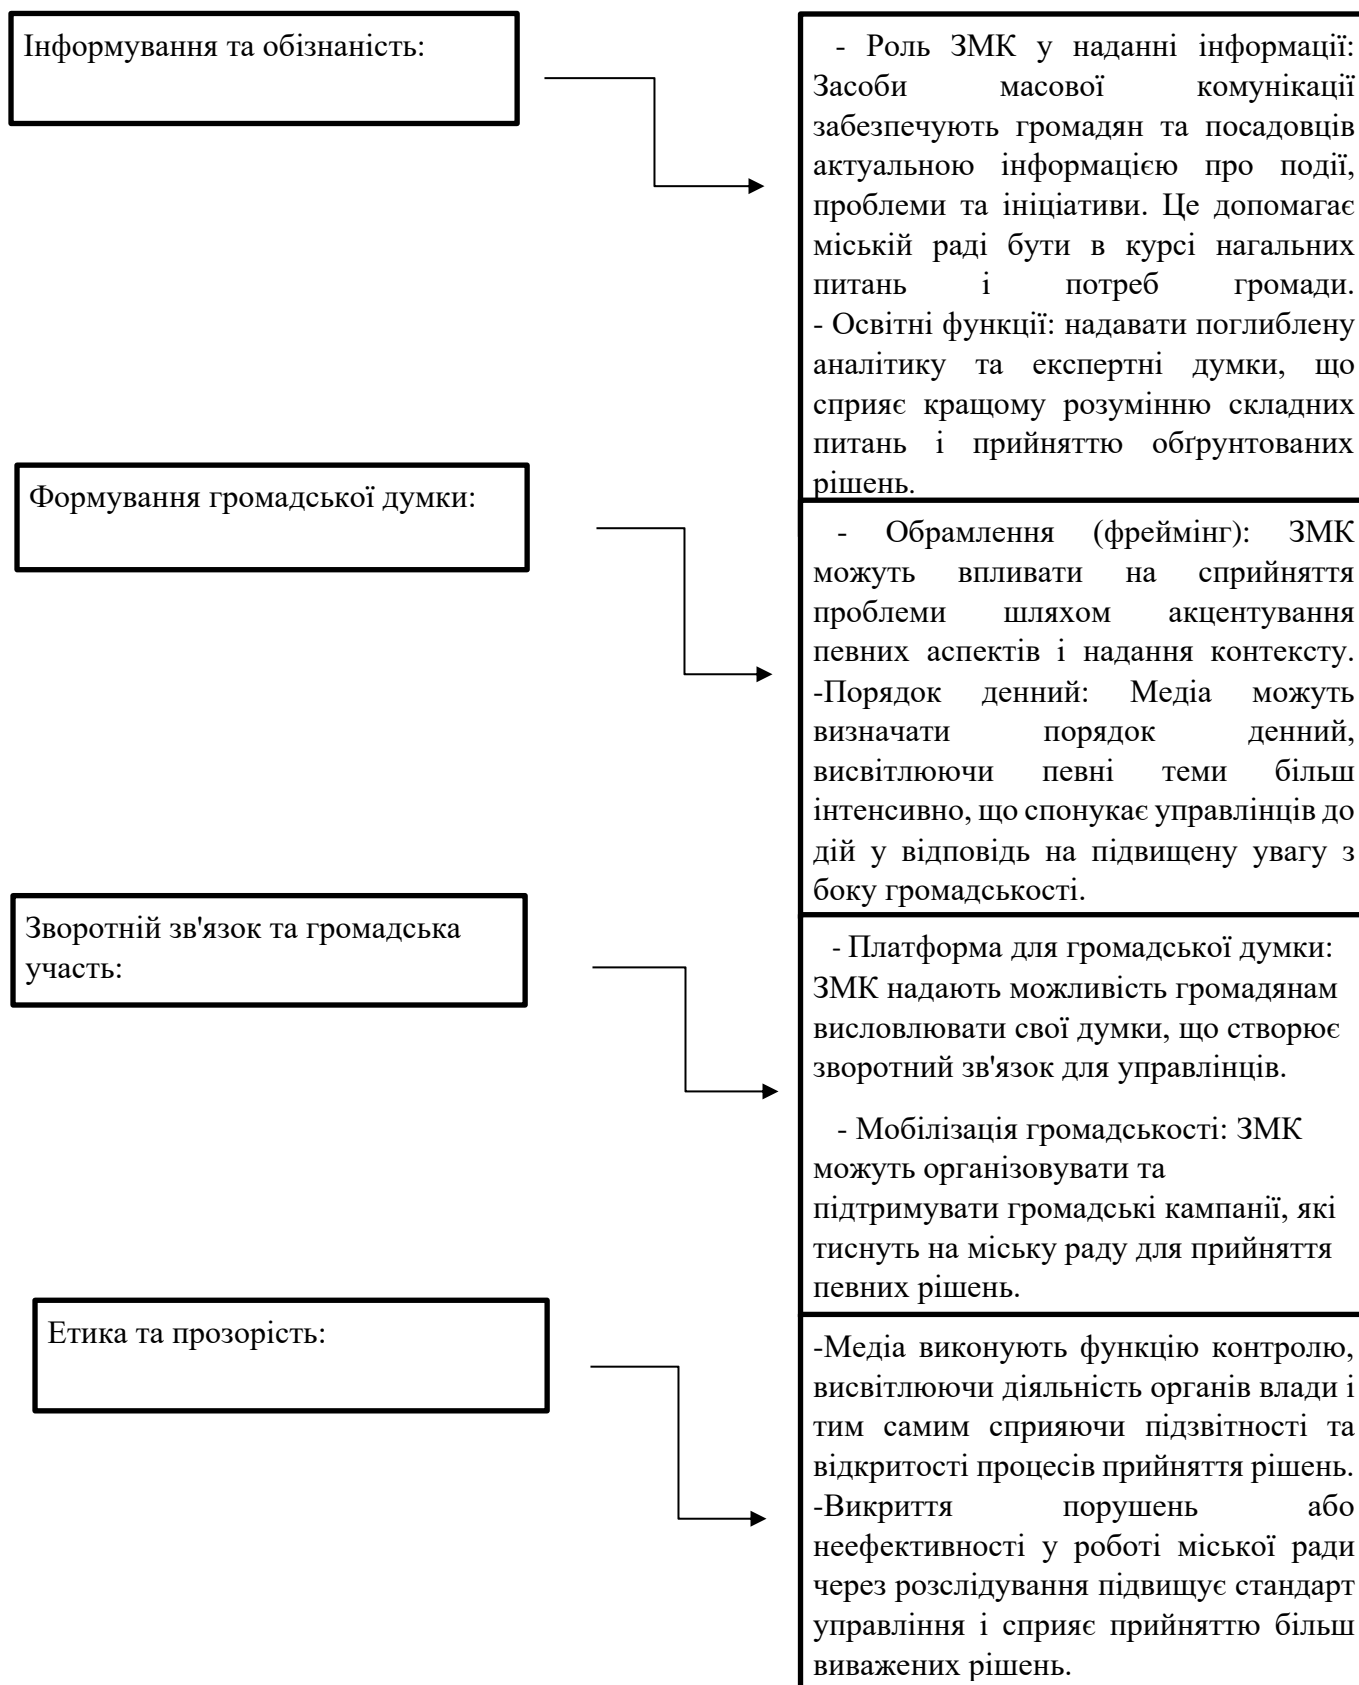 Інформування та обізнаність:
- Роль ЗМК у наданні інформації:
Засоби масової комунікації
забезпечують громадян та посадовців
актуальною інформацією про події,
проблеми та ініціативи. Це допомагає
міській раді бути в курсі нагальних
питань і потреб громади.
- Освітні функції: надавати поглиблену
аналітику та експертні думки, що
сприяє кращому розумінню складних
питань і прийняттю обґрунтованих
рішень.
Формування громадської думки:
- Обрамлення (фреймінг): ЗМК
можуть впливати на сприйняття
проблеми шляхом акцентування
певних аспектів і надання контексту.
-Порядок денний: Медіа можуть
визначати порядок денний,
висвітлюючи певні теми більш
інтенсивно, що спонукає управлінців до
дій у відповідь на підвищену увагу з
боку громадськості.
Зворотній зв'язок та громадська
участь:
- Платформа для громадської думки:
ЗМК надають можливість громадянам
висловлювати свої думки, що створює
зворотний зв'язок для управлінців.
- Мобілізація громадськості: ЗМК
можуть організовувати та
підтримувати громадські кампанії, які
тиснуть на міську раду для прийняття
певних рішень.
Етика та прозорість:
-Медіа виконують функцію контролю,
висвітлюючи діяльність органів влади і
тим самим сприяючи підзвітності та
відкритості процесів прийняття рішень.
-Викриття порушень або
неефективності у роботі міської ради
через розслідування підвищує стандарт
управління і сприяє прийняттю більш
виважених рішень.